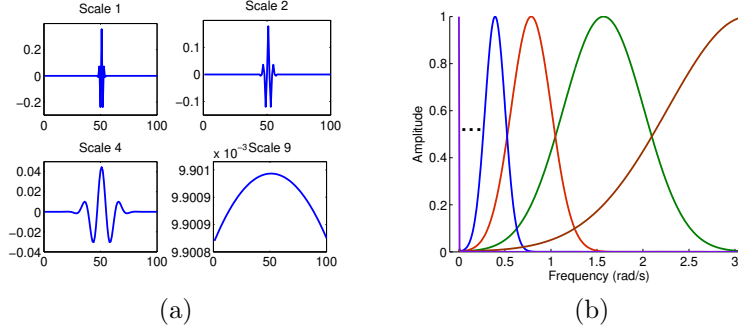 Scale 1
0.4
0.2
0
-0.2
0 50 100
Scale 2
0.1
0
-0.1
0 50 100
Scale 4
0.04
0.02
0
-0.02
-0.04
0 50 100
x 10⁻³ Scale 9
9.901
9.9009
9.9009
9.9008
0 50 100
(a)
Amplitude
1
0.8
0.6
0.4
0.2
0
0 0.5 1 1.5 2 2.5 3
Frequency (rad/s)
(b)